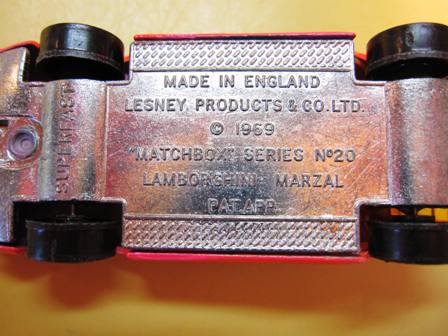 MADE IN ENGLAND
LESNEY PRODUCTS & CO. LTD.
© 1969
"MATCHBOX" SERIES Nº20
LAMBORGHINI MARZAL
PAT. APP.
SUPERFAST